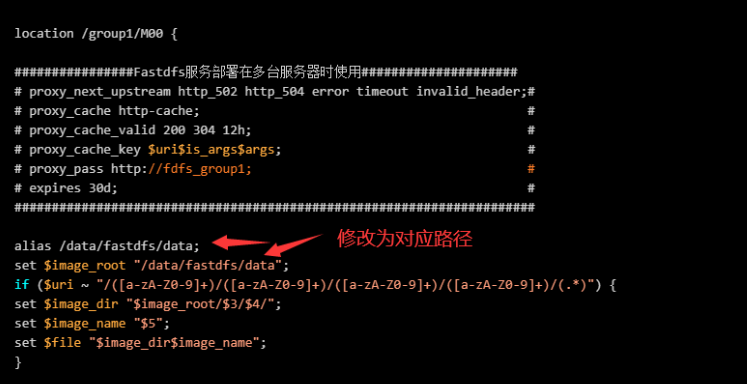 location /group1/M00 {
################Fastdfs服务部署在多台服务器时使用#####################
# proxy_next_upstream http_502 http_504 error timeout invalid_header;#
# proxy_cache http-cache; #
# proxy_cache_valid 200 304 12h; #
# proxy_cache_key $uri$is_args$args; #
# proxy_pass http://fdfs_group1; #
# expires 30d; #
######################################################################
alias /data/fastdfs/data;
修改为对应路径
set $image_root "/data/fastdfs/data";
if ($uri ~ "/([a-zA-Z0-9]+)/([a-zA-Z0-9]+)/([a-zA-Z0-9]+)/([a-zA-Z0-9]+)/(.*)") {
set $image_dir "$image_root/$3/$4/";
set $image_name "$5";
set $file "$image_dir$image_name";
}